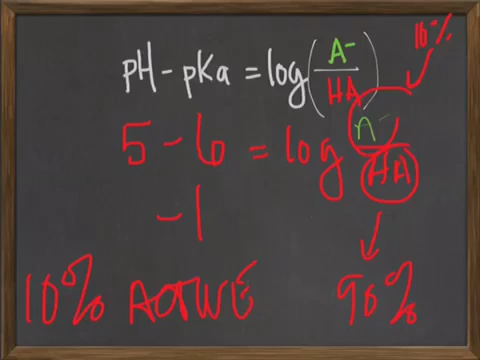 10%
pH - pKa = log(A-/HA)
5 - 6 = log A-/HA
-1
10% ACTIVE 90%